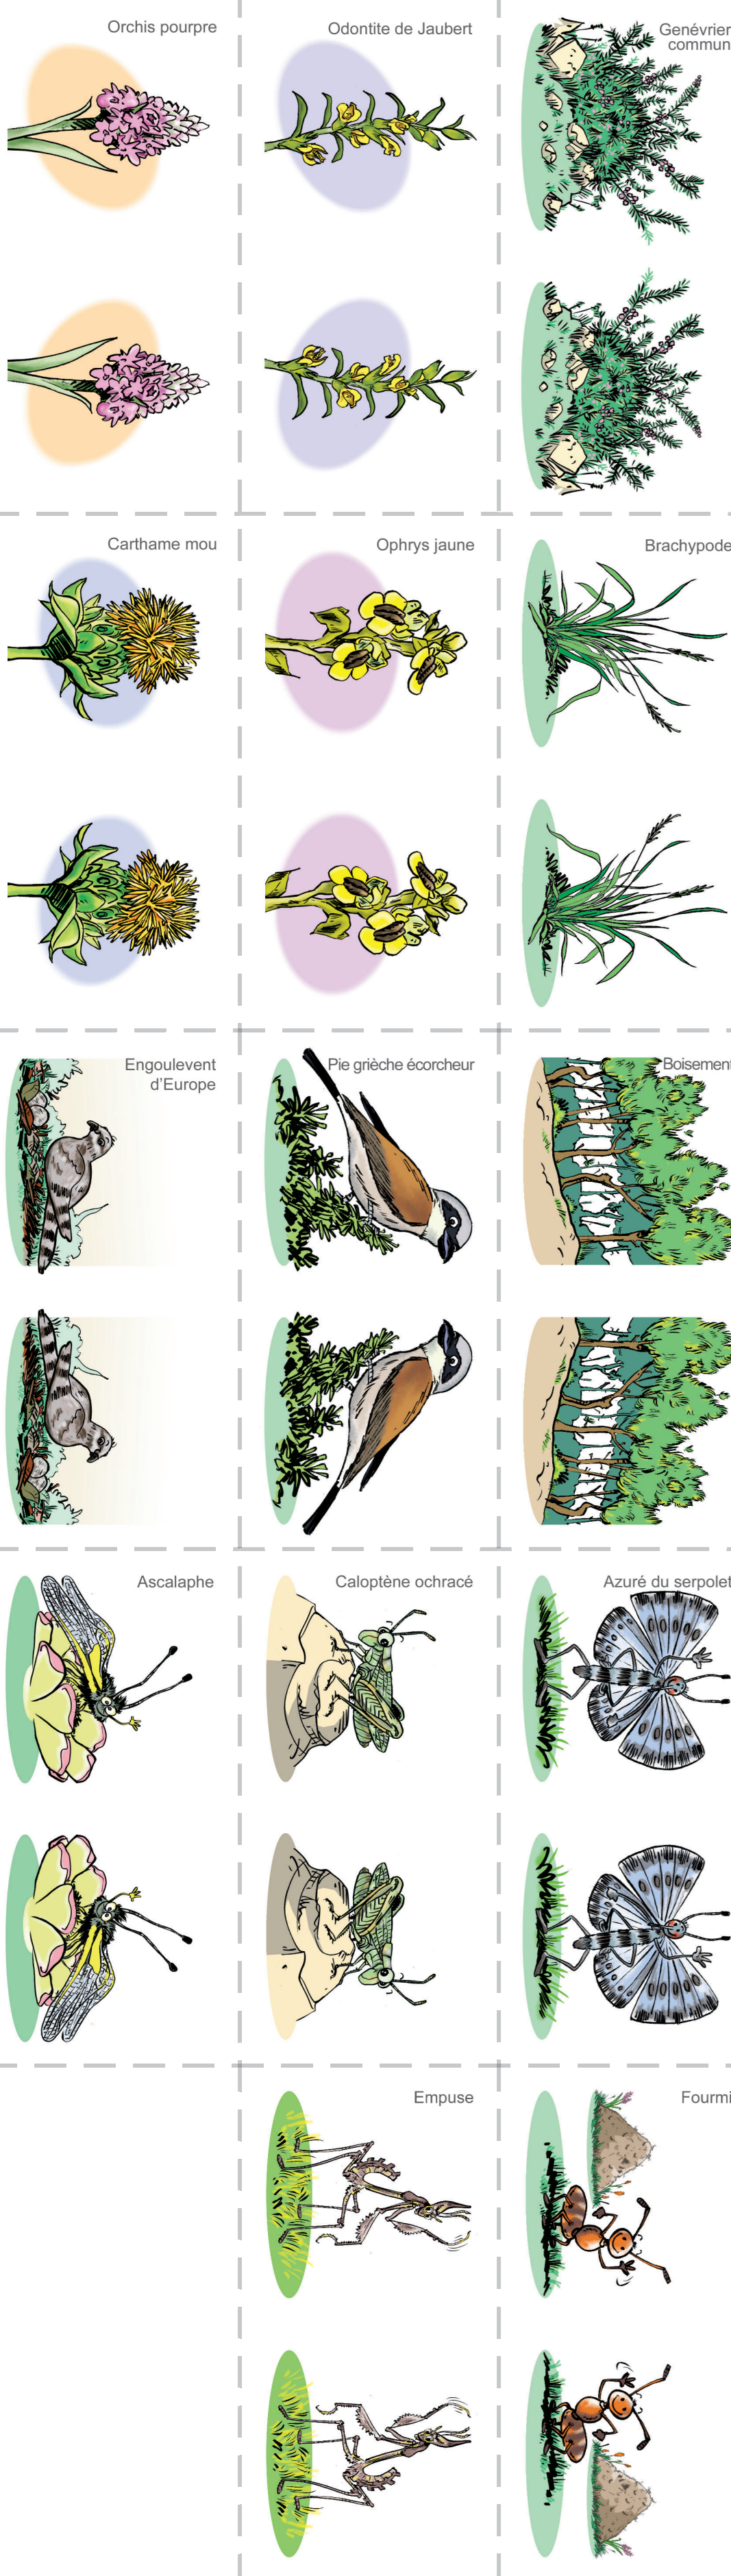 Orchis pourpre
Odontite de Jaubert
Genévrier
commun
Carthame mou
Ophrys jaune
Brachypode
Engoulevent
d'Europe
Pie grièche écorcheur
Boisement
Ascalaphe
Caloptène ochracé
Azuré du serpolet
Empuse
Fourmi